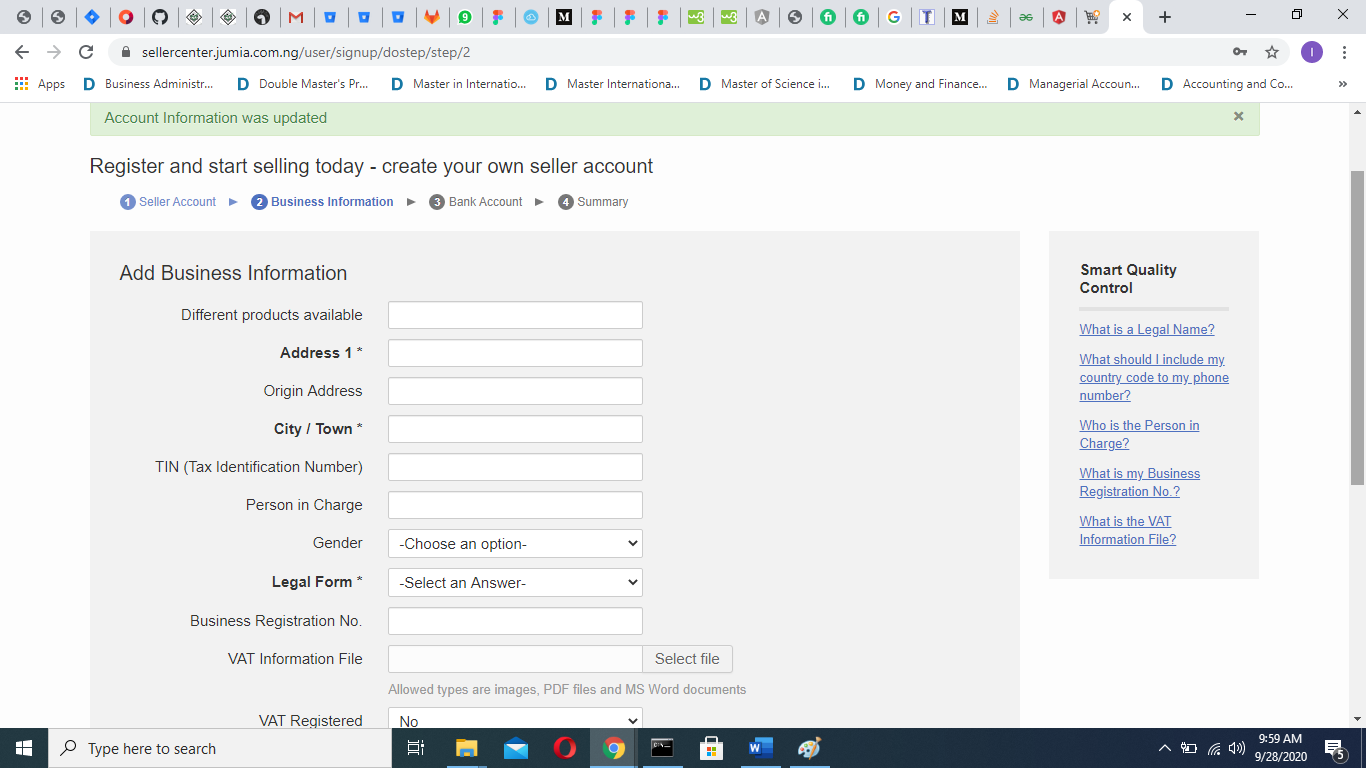 sellercenter.jumia.com.ng/user/signup/dostep/step/2
Apps Business Administr... Double Master's Pr... Master in Internatio... Master Internationa... Master of Science i... Money and Finance... Managerial Accoun... Accounting and Co... »
Account Information was updated ×
Register and start selling today - create your own seller account
1 Seller Account ► 2 Business Information ► 3 Bank Account ► 4 Summary
Add Business Information
Different products available
Address 1 *
Origin Address
City / Town *
TIN (Tax Identification Number)
Person in Charge
Gender -Choose an option-
Legal Form * -Select an Answer-
Business Registration No.
VAT Information File Select file
Allowed types are images, PDF files and MS Word documents
VAT Registered No
Smart Quality
Control
What is a Legal Name?
What should I include my
country code to my phone
number?
Who is the Person in
Charge?
What is my Business
Registration No.?
What is the VAT
Information File?
Type here to search
9:59 AM
9/28/2020
5